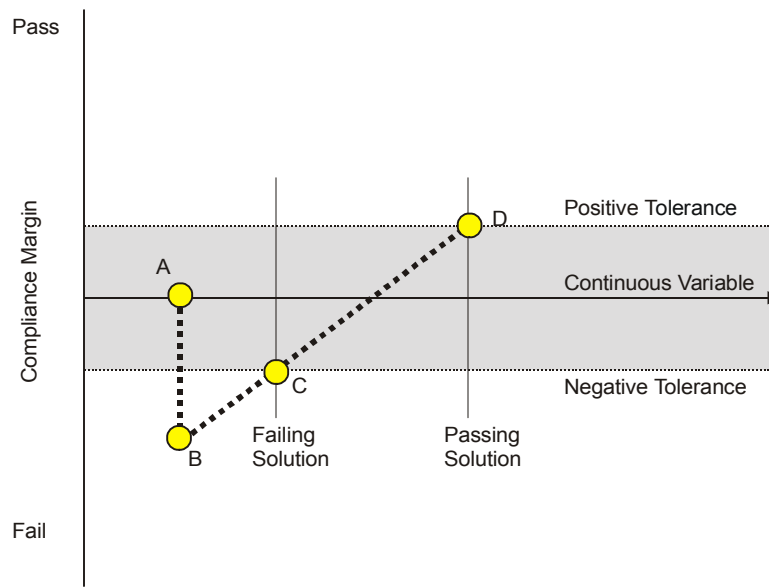 Pass
Compliance Margin
A
B
C
D
Positive Tolerance
Continuous Variable
Negative Tolerance
Failing
Solution
Passing
Solution
Fail